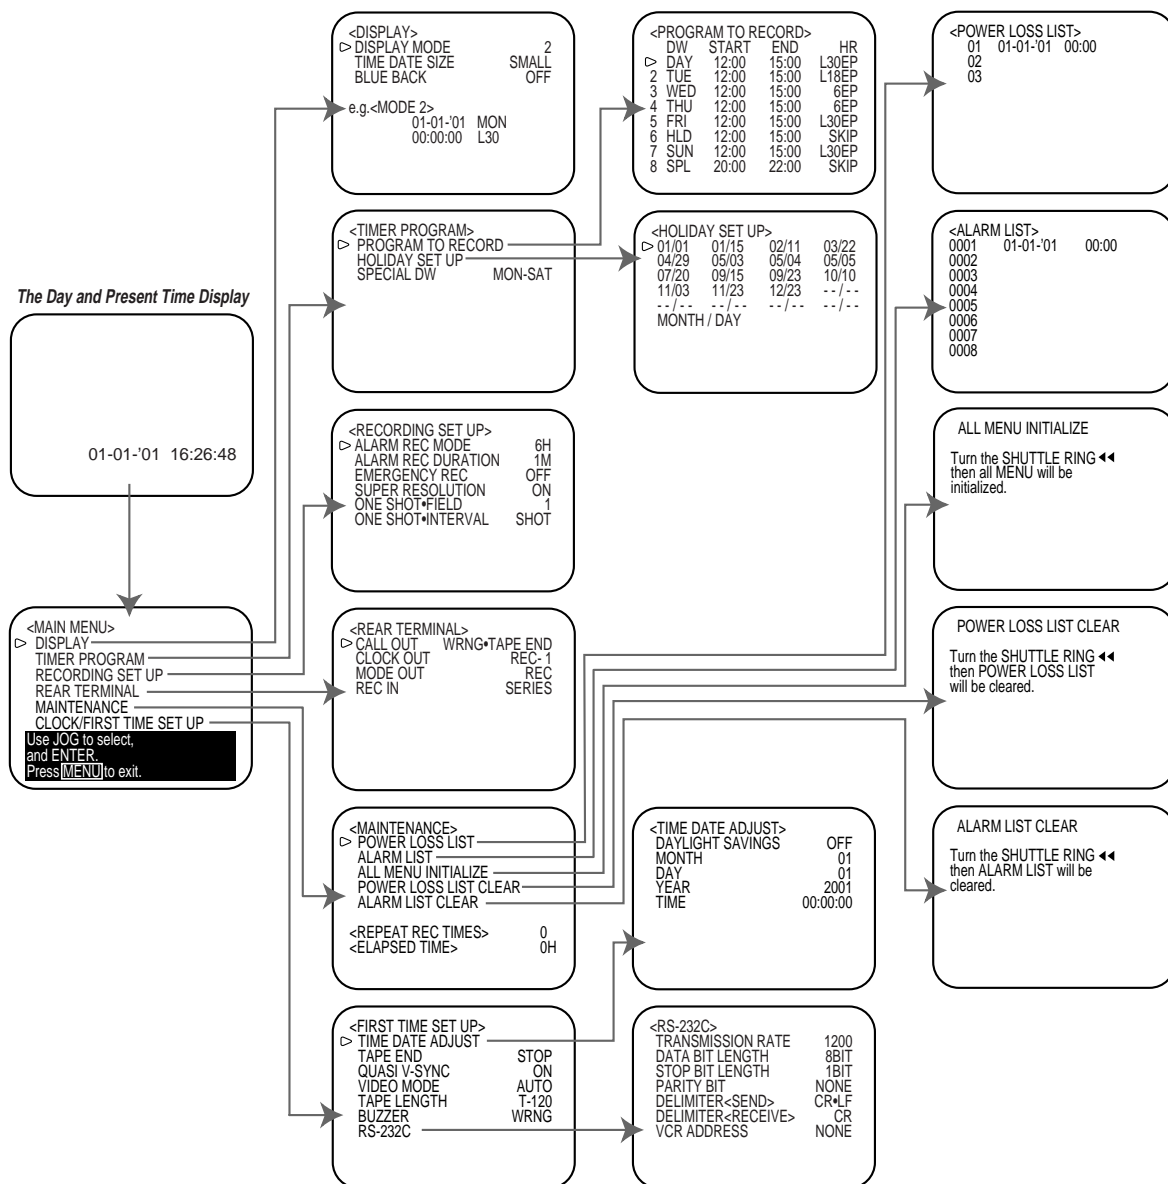 The Day and Present Time Display
01-01-'01 16:26:48
<MAIN MENU>
DISPLAY
TIMER PROGRAM
RECORDING SET UP
REAR TERMINAL
MAINTENANCE
CLOCK/FIRST TIME SET UP
Use JOG to select,
and ENTER.
Press MENU to exit.
<DISPLAY>
DISPLAY MODE 2
TIME DATE SIZE SMALL
BLUE BACK OFF
e.g.<MODE 2>
01-01-'01 MON
00:00:00 L30
<TIMER PROGRAM>
PROGRAM TO RECORD
HOLIDAY SET UP
SPECIAL DW MON-SAT
<RECORDING SET UP>
ALARM REC MODE 6H
ALARM REC DURATION 1M
EMERGENCY REC OFF
SUPER RESOLUTION ON
ONE SHOT•FIELD 1
ONE SHOT•INTERVAL SHOT
<REAR TERMINAL>
CALL OUT WRNG•TAPE END
CLOCK OUT REC- 1
MODE OUT REC
REC IN SERIES
<MAINTENANCE>
POWER LOSS LIST
ALARM LIST
ALL MENU INITIALIZE
POWER LOSS LIST CLEAR
ALARM LIST CLEAR
<REPEAT REC TIMES> 0
<ELAPSED TIME> 0H
<FIRST TIME SET UP>
TIME DATE ADJUST
TAPE END STOP
QUASI V-SYNC ON
VIDEO MODE AUTO
TAPE LENGTH T-120
BUZZER WRNG
RS-232C
<PROGRAM TO RECORD>
DW START END HR
DAY 12:00 15:00 L30EP
2 TUE 12:00 15:00 L18EP
3 WED 12:00 15:00 6EP
4 THU 12:00 15:00 6EP
5 FRI 12:00 15:00 L30EP
6 HLD 12:00 15:00 SKIP
7 SUN 12:00 15:00 L30EP
8 SPL 20:00 22:00 SKIP
<HOLIDAY SET UP>
01/01 01/15 02/11 03/22
04/29 05/03 05/04 05/05
07/20 09/15 09/23 10/10
11/03 11/23 12/23 - - / - -
- - / - - - - / - - - - / - - - - / - -
MONTH / DAY
<TIME DATE ADJUST>
DAYLIGHT SAVINGS OFF
MONTH 01
DAY 01
YEAR 2001
TIME 00:00:00
<RS-232C>
TRANSMISSION RATE 1200
DATA BIT LENGTH 8BIT
STOP BIT LENGTH 1BIT
PARITY BIT NONE
DELIMITER<SEND> CR•LF
DELIMITER<RECEIVE> CR
VCR ADDRESS NONE
<POWER LOSS LIST>
01 01-01-'01 00:00
02
03
<ALARM LIST>
0001 01-01-'01 00:00
0002
0003
0004
0005
0006
0007
0008
ALL MENU INITIALIZE
Turn the SHUTTLE RING ◀◀
then all MENU will be
initialized.
POWER LOSS LIST CLEAR
Turn the SHUTTLE RING ◀◀
then POWER LOSS LIST
will be cleared.
ALARM LIST CLEAR
Turn the SHUTTLE RING ◀◀
then ALARM LIST will be
cleared.